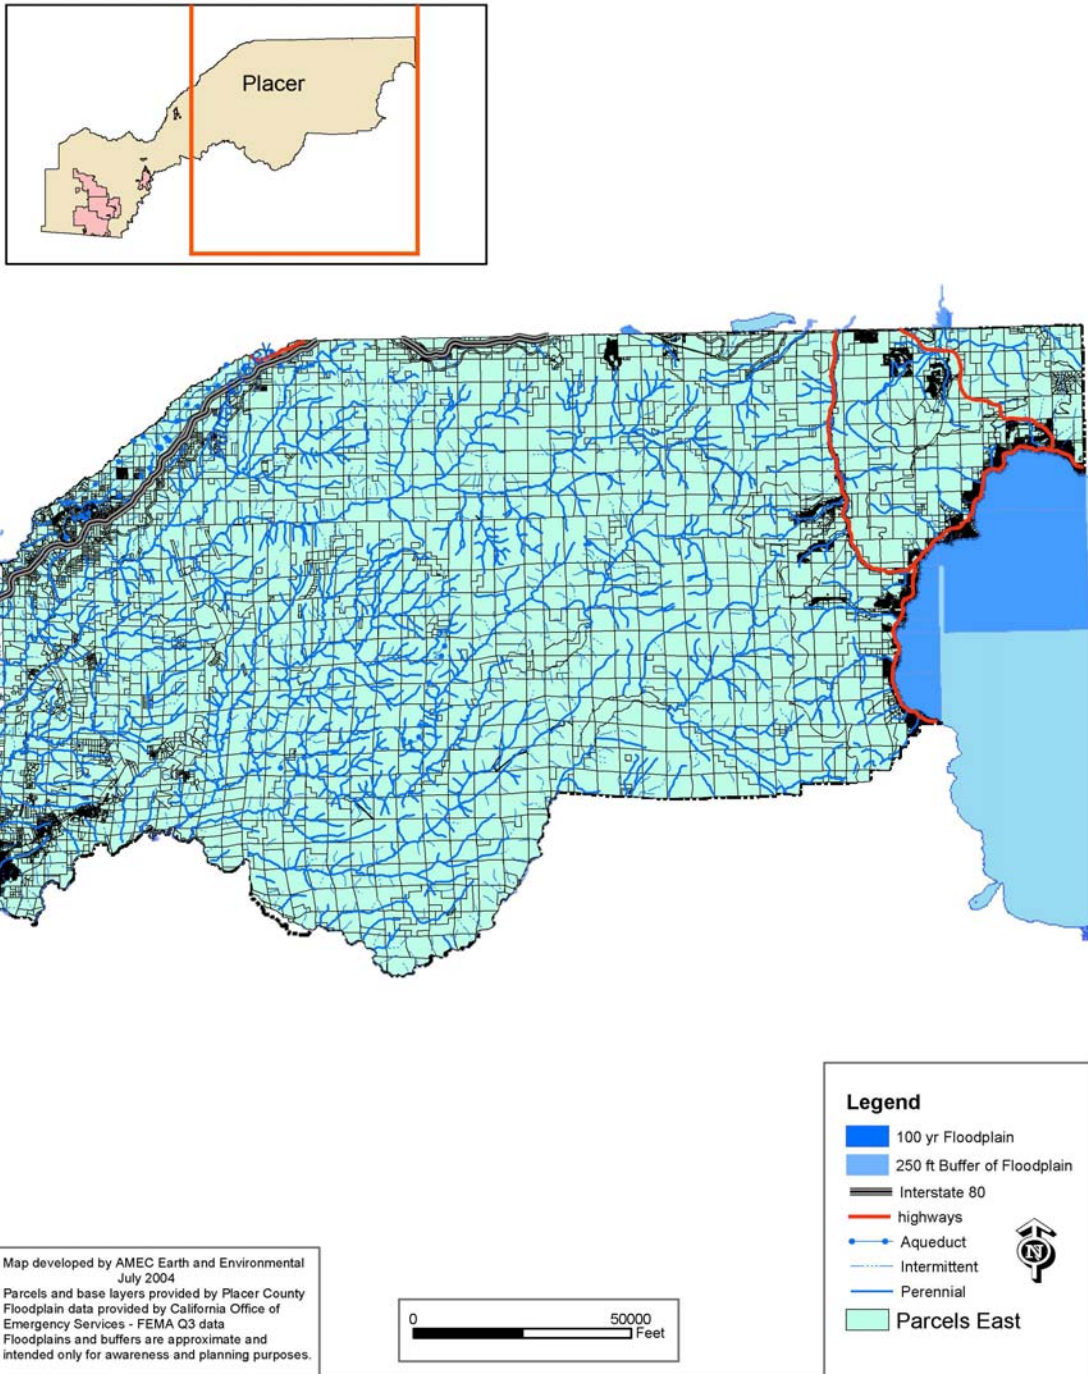 Placer
Legend
100 yr Floodplain
250 ft Buffer of Floodplain
Interstate 80
highways
Aqueduct
Intermittent
Perennial
Parcels East
N
Map developed by AMEC Earth and Environmental
July 2004
Parcels and base layers provided by Placer County
Floodplain data provided by California Office of
Emergency Services - FEMA Q3 data
Floodplains and buffers are approximate and
intended only for awareness and planning purposes.
0 50000
Feet